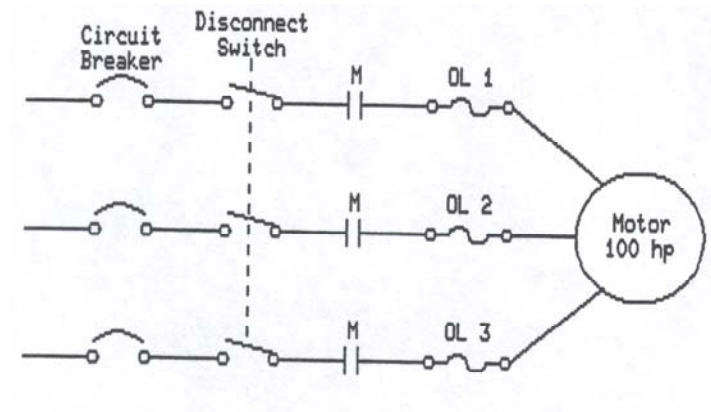 Circuit
Breaker
Disconnect
Switch
M
OL 1
M
OL 2
Motor
100 hp
M
OL 3